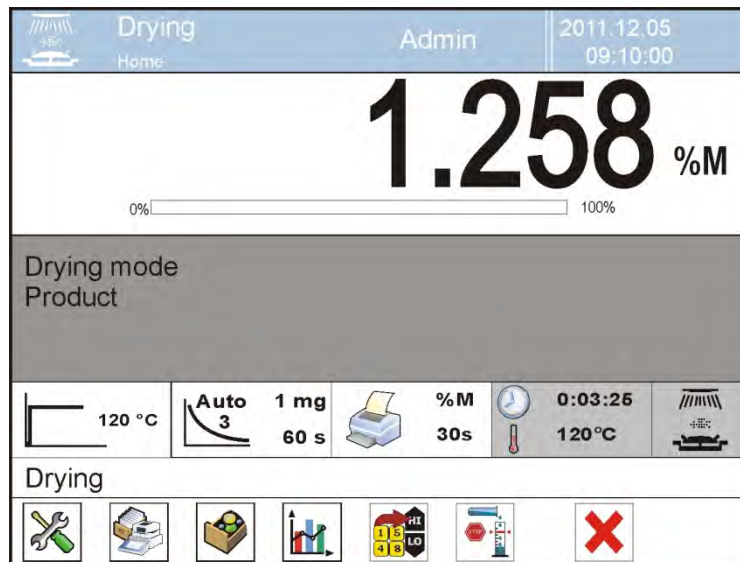 Drying
Home
Admin
2011.12.05
09:10:00
1.258 %M
0% 100%
Drying mode
Product
120 °C
Auto 1 mg
3
60 s
%M
30s
0:03:25
120°C
Drying
HI
1 5
LO
4 8
STOP